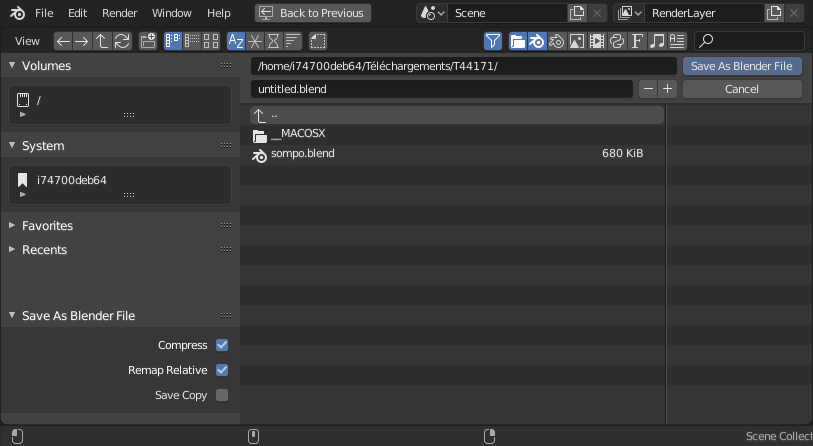 File Edit Render Window Help Back to Previous Scene RenderLayer
View
Volumes
/home/i74700deb64/Téléchargements/T44171/ Save As Blender File
untitled.blend Cancel
/
..
__MACOSX
System
sompo.blend 680 KiB
i74700deb64
Favorites
Recents
Save As Blender File
Compress
Remap Relative
Save Copy
Scene Collect